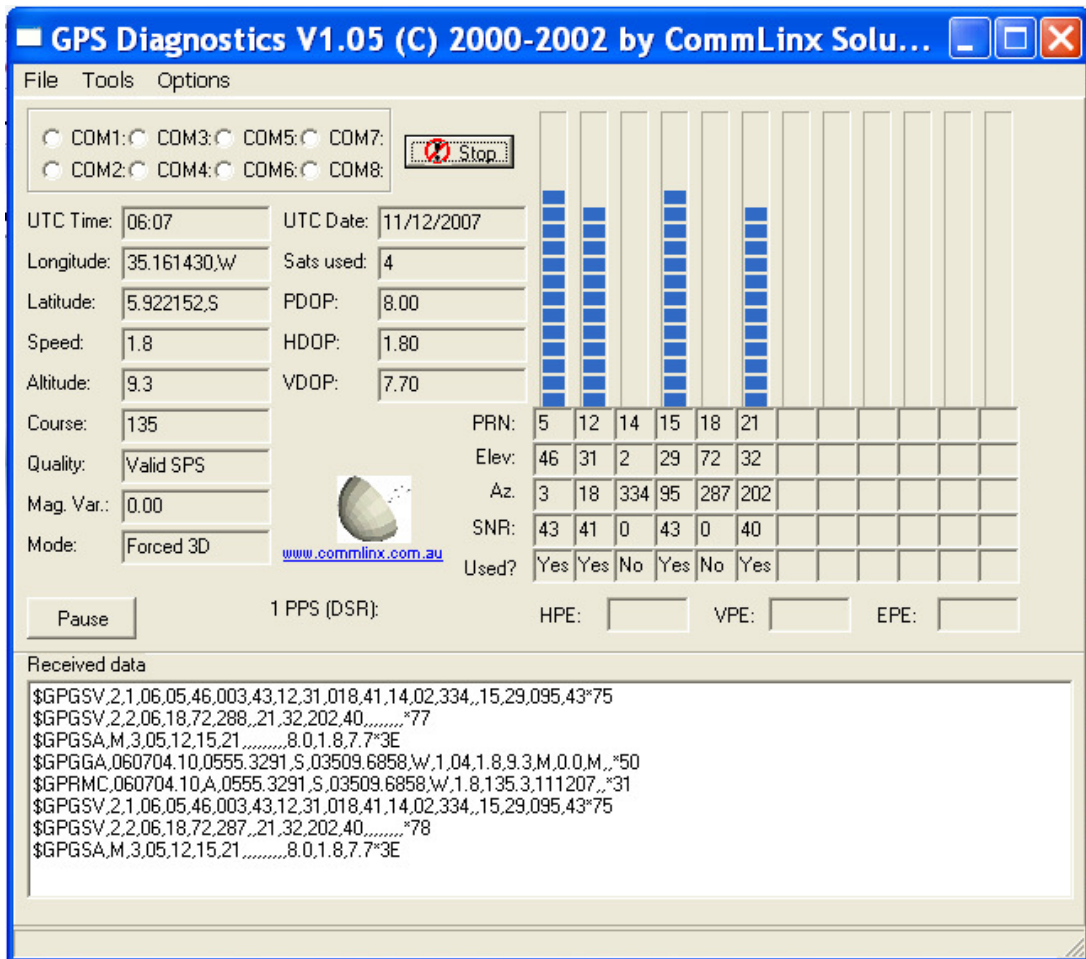 GPS Diagnostics V1.05 (C) 2000-2002 by CommLinx Solu...
File Tools Options
COM1: COM3: COM5: COM7:
COM2: COM4: COM6: COM8:
Stop
UTC Time: 06:07 UTC Date: 11/12/2007
Longitude: 35.161430,W Sats used: 4
Latitude: 5.922152,S PDOP: 8.00
Speed: 1.8 HDOP: 1.80
Altitude: 9.3 VDOP: 7.70
Course: 135
Quality: Valid SPS
Mag. Var.: 0.00
Mode: Forced 3D
www.commlinx.com.au
PRN: 5 12 14 15 18 21
Elev: 46 31 2 29 72 32
Az. 3 18 334 95 287 202
SNR: 43 41 0 43 0 40
Used? Yes Yes No Yes No Yes
Pause
1 PPS (DSR):
HPE: VPE: EPE:
Received data
$GPGSV,2,1,06,05,46,003,43,12,31,018,41,14,02,334,,15,29,095,43*75
$GPGSV,2,2,06,18,72,288,,21,32,202,40,,,,,,,,*77
$GPGSA,M,3,05,12,15,21,,,,,,,,,8.0,1.8,7.7*3E
$GPGGA,060704.10,0555.3291,S,03509.6858,W,1,04,1.8,9.3,M,0.0,M,,*50
$GPRMC,060704.10,A,0555.3291,S,03509.6858,W,1.8,135.3,111207,,*31
$GPGSV,2,1,06,05,46,003,43,12,31,018,41,14,02,334,,15,29,095,43*75
$GPGSV,2,2,06,18,72,287,,21,32,202,40,,,,,,,,*78
$GPGSA,M,3,05,12,15,21,,,,,,,,,8.0,1.8,7.7*3E